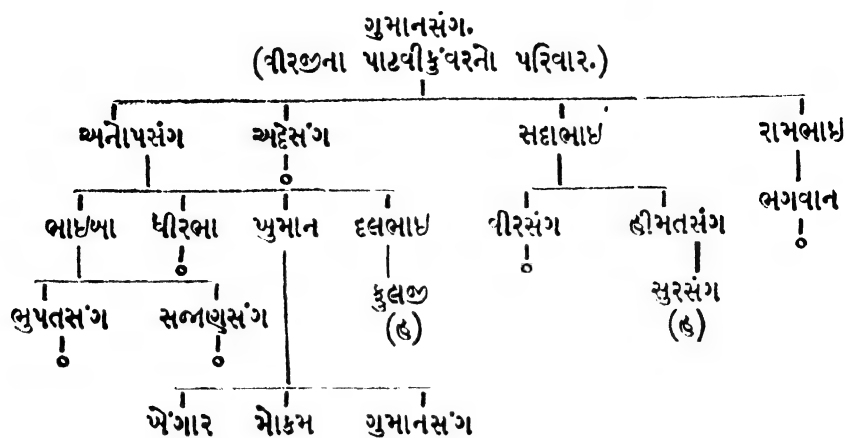 ગુમાનસંગ.
(વીરજીના પાટવીકુંવરનો પરિવાર.)
અનોપસંગ અદેસંગ સદાભાઇ રામભાઇ
ભાઇબા ધીરભા ખુમાન દલભાઇ વીરસંગ હીમતસંગ ભગવાન
ભુપતસંગ સજાણસંગ ફુલજી (હ) સુરસંગ (હ)
ખેંગાર મોકમ ગુમાનસંગ